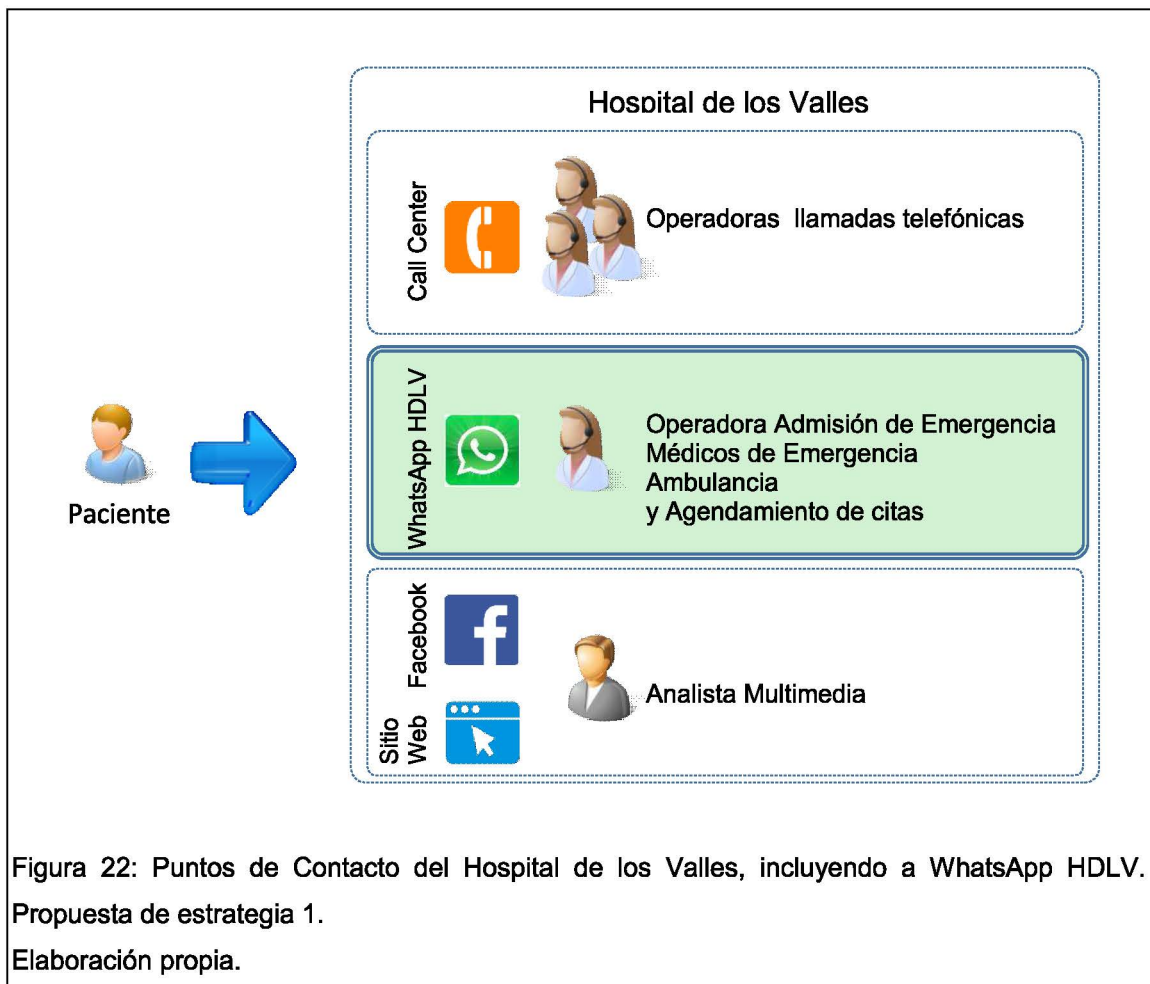 Hospital de los Valles
Call Center
Operadoras llamadas telefónicas
Paciente
WhatsApp HDLV
Operadora Admisión de Emergencia
Médicos de Emergencia
Ambulancia
y Agendamiento de citas
Facebook
Sitio
Web
Analista Multimedia
Figura 22: Puntos de Contacto del Hospital de los Valles, incluyendo a WhatsApp HDLV.
Propuesta de estrategia 1.
Elaboración propia.